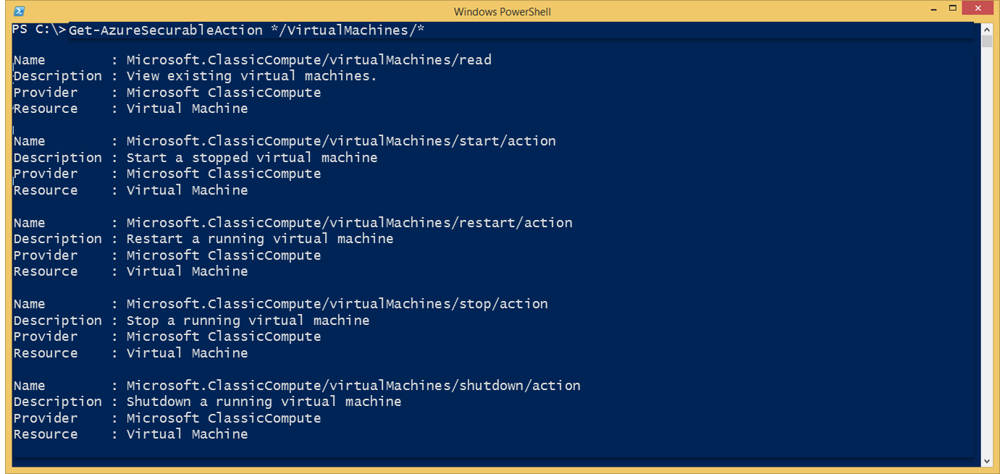 Windows PowerShell
PS C:\>Get-AzureSecurableAction */VirtualMachines/*
Name        : Microsoft.ClassicCompute/virtualMachines/read
Description : View existing virtual machines.
Provider    : Microsoft ClassicCompute
Resource    : Virtual Machine
Name        : Microsoft.ClassicCompute/virtualMachines/start/action
Description : Start a stopped virtual machine
Provider    : Microsoft ClassicCompute
Resource    : Virtual Machine
Name        : Microsoft.ClassicCompute/virtualMachines/restart/action
Description : Restart a running virtual machine
Provider    : Microsoft ClassicCompute
Resource    : Virtual Machine
Name        : Microsoft.ClassicCompute/virtualMachines/stop/action
Description : Stop a running virtual machine
Provider    : Microsoft ClassicCompute
Resource    : Virtual Machine
Name        : Microsoft.ClassicCompute/virtualMachines/shutdown/action
Description : Shutdown a running virtual machine
Provider    : Microsoft ClassicCompute
Resource    : Virtual Machine